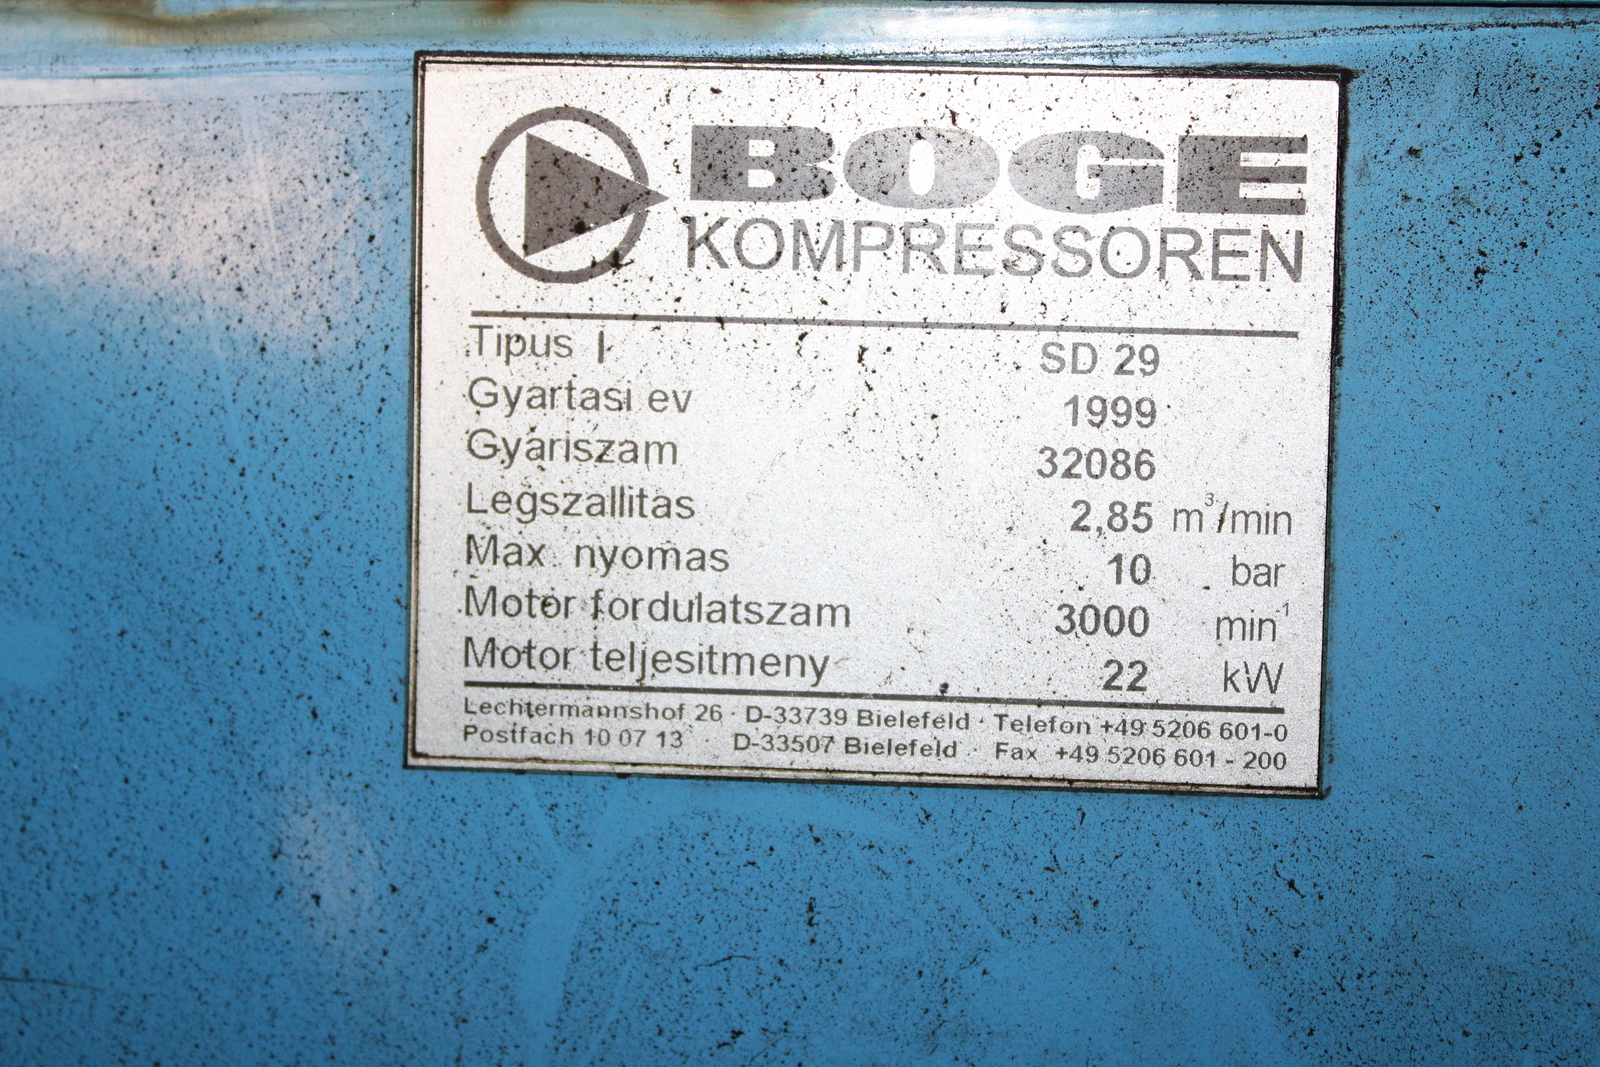 BOGE
KOMPRESSOREN
Tipus SD 29
Gyartasi ev 1999
Gyariszam 32086
Legszallitas 2,85 m³/min
Max. nyomas 10 bar
Motor fordulatszam 3000 min⁻¹
Motor teljesitmeny 22 kW
Lechtermannshof 26 · D-33739 Bielefeld · Telefon +49 5206 601-0
Postfach 10 07 13 · D-33507 Bielefeld · Fax +49 5206 601 - 200